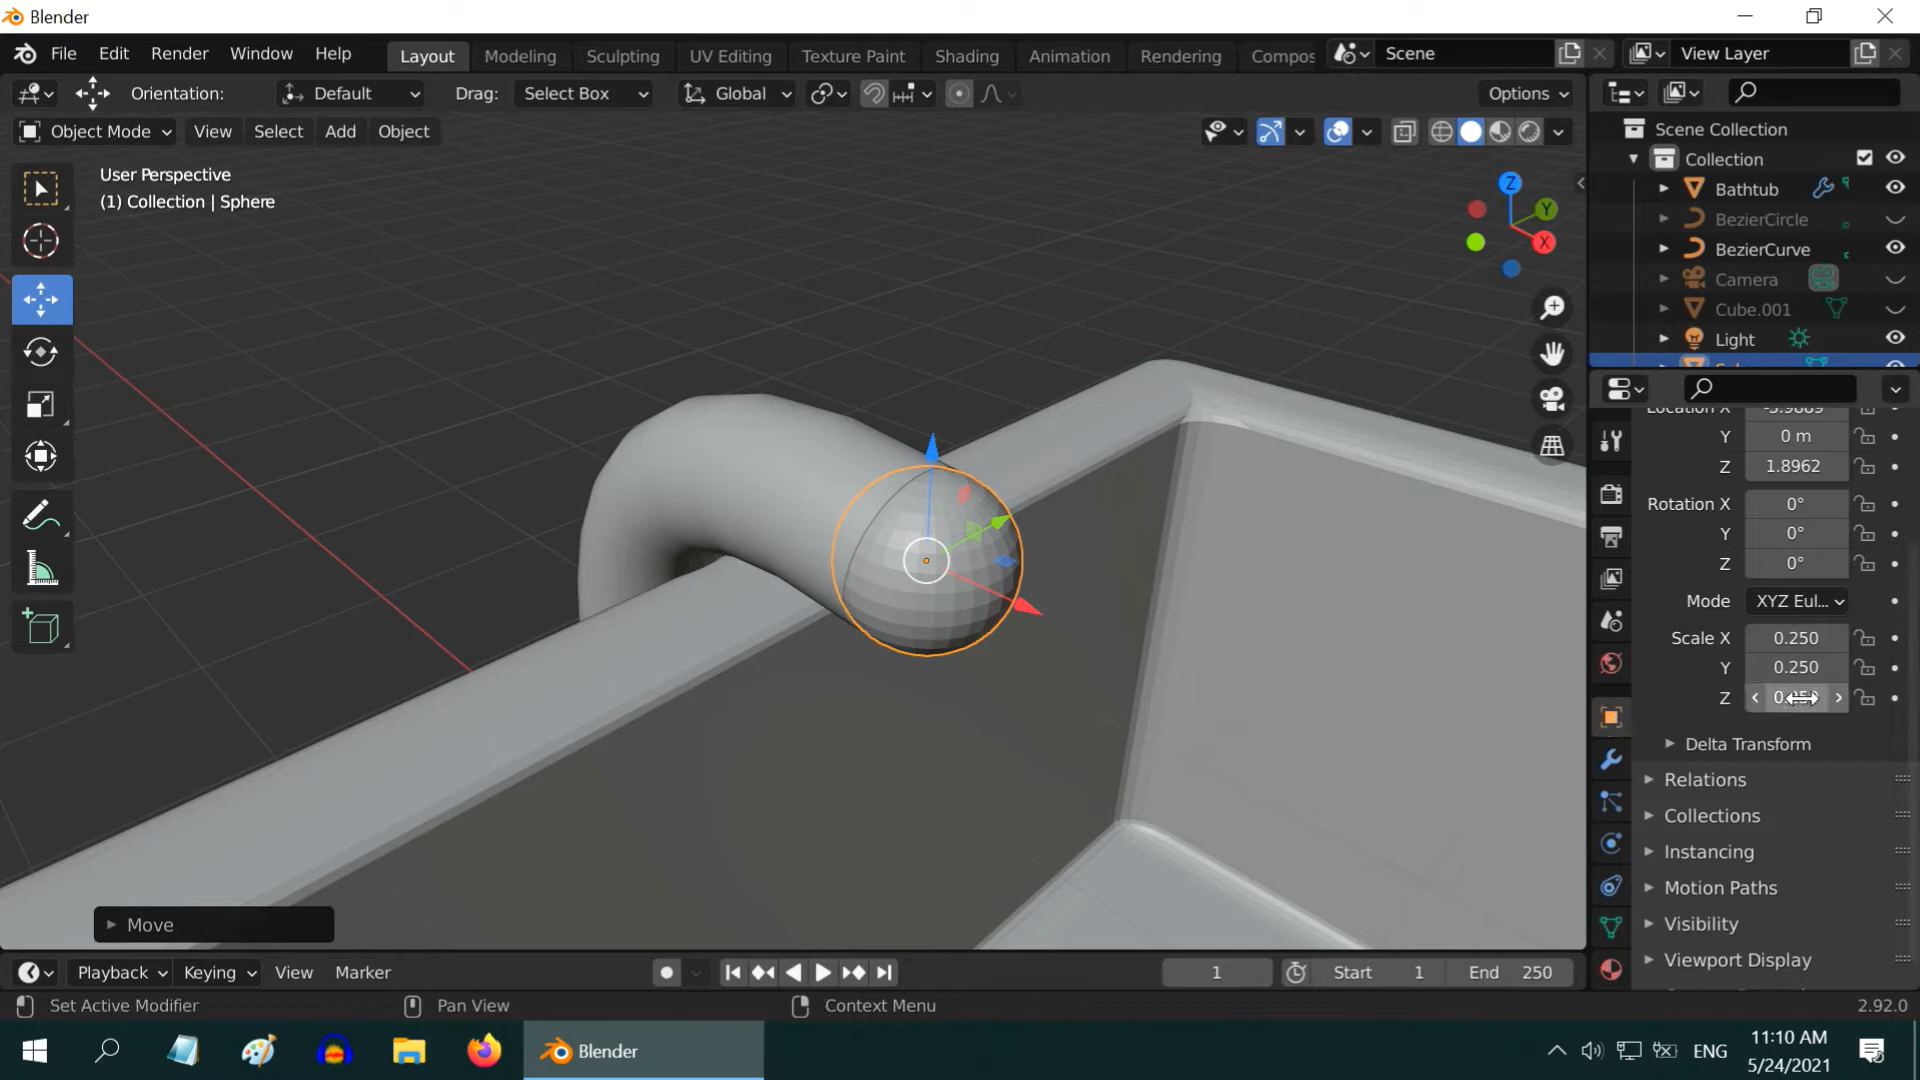 Blender
File Edit Render Window Help Layout Modeling Sculpting UV Editing Texture Paint Shading Animation Rendering Compos Scene View Layer
Orientation: Default Drag: Select Box Global Options
Object Mode View Select Add Object
User Perspective
(1) Collection | Sphere
Z
Y
X
Scene Collection
Collection
Bathtub
BezierCircle
BezierCurve
Camera
Cube.001
Light
Location X
Y 0 m
Z 1.8962
Rotation X 0°
Y 0°
Z 0°
Mode XYZ Eul...
Scale X 0.250
Y 0.250
Z
Delta Transform
Relations
Collections
Instancing
Motion Paths
Visibility
Viewport Display
Move
Playback Keying View Marker 1 Start 1 End 250
Set Active Modifier Pan View Context Menu 2.92.0
Blender ENG 11:10 AM
5/24/2021